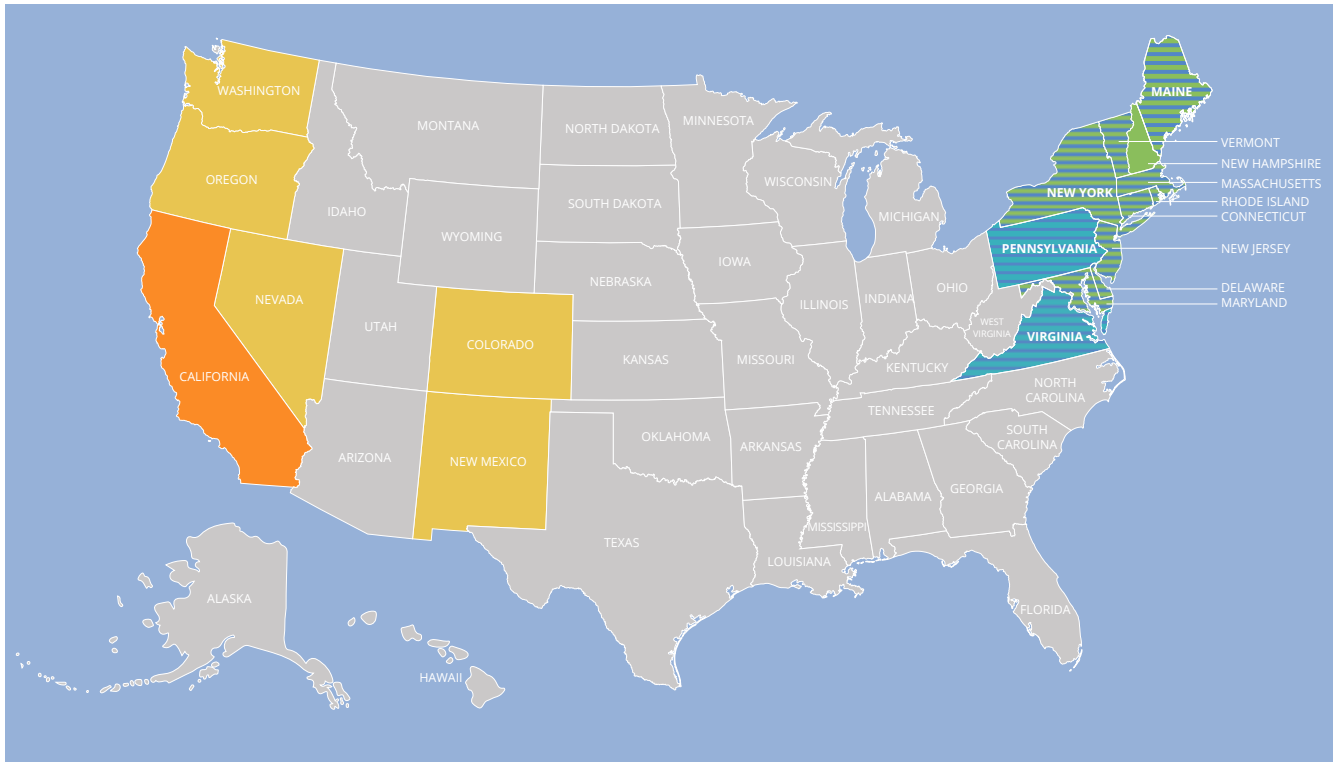 WASHINGTON
MAINE
MONTANA
NORTH DAKOTA
MINNESOTA
VERMONT
NEW HAMPSHIRE
OREGON
WISCONSIN
MASSACHUSETTS
NEW YORK
RHODE ISLAND
SOUTH DAKOTA
IDAHO
MICHIGAN
CONNECTICUT
WYOMING
PENNSYLVANIA
NEW JERSEY
IOWA
NEBRASKA
OHIO
DELAWARE
NEVADA
ILLINOIS
INDIANA
MARYLAND
UTAH
WEST
VIRGINIA
VIRGINIA
COLORADO
KANSAS
MISSOURI
KENTUCKY
CALIFORNIA
NORTH
CAROLINA
TENNESSEE
SOUTH
CAROLINA
OKLAHOMA
ARKANSAS
ARIZONA
NEW MEXICO
GEORGIA
ALABAMA
MISSISSIPPI
TEXAS
LOUISIANA
ALASKA
FLORIDA
HAWAII